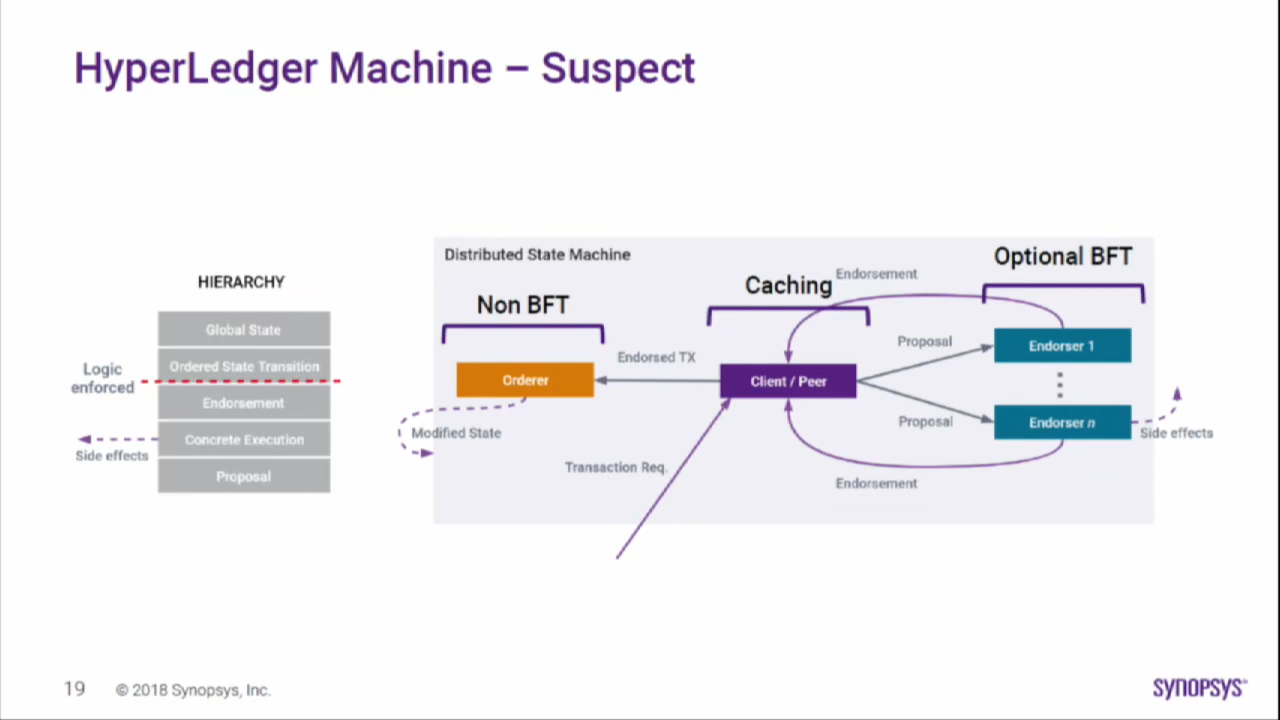 HyperLedger Machine – Suspect
HIERARCHY
Global State
Ordered State Transition
Endorsement
Concrete Execution
Proposal
Logic
enforced
Side effects
Distributed State Machine
Non BFT
Caching
Optional BFT
Endorsement
Orderer
Endorsed TX
Client / Peer
Proposal
Endorser 1
Proposal
Endorser n
Side effects
Modified State
Transaction Req.
Endorsement
19
© 2018 Synopsys, Inc.
SYNOPSYS